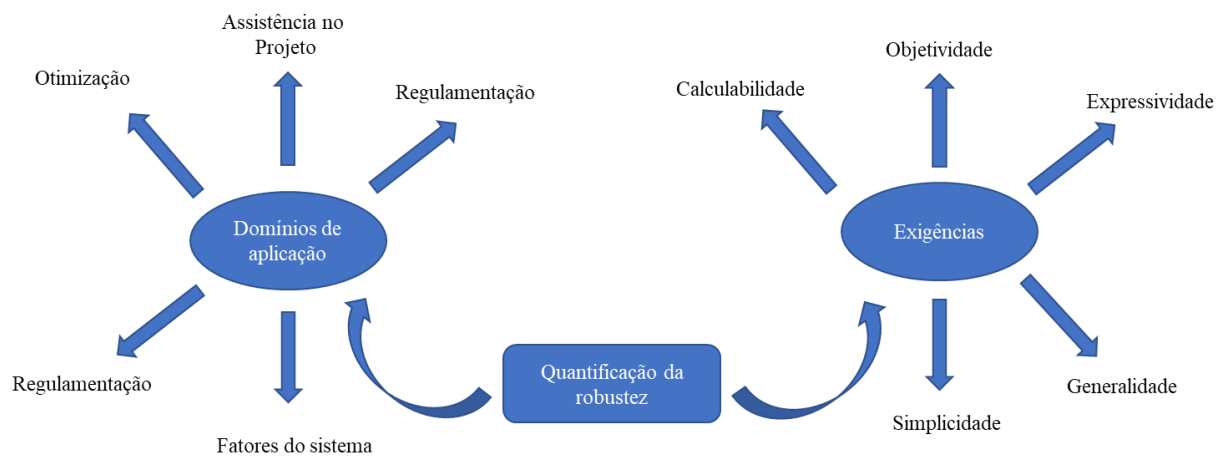 Assistência no
Projeto
Otimização
Regulamentação
Domínios de
aplicação
Regulamentação
Fatores do sistema
Quantificação da
robustez
Objetividade
Calculabilidade
Expressividade
Exigências
Generalidade
Simplicidade